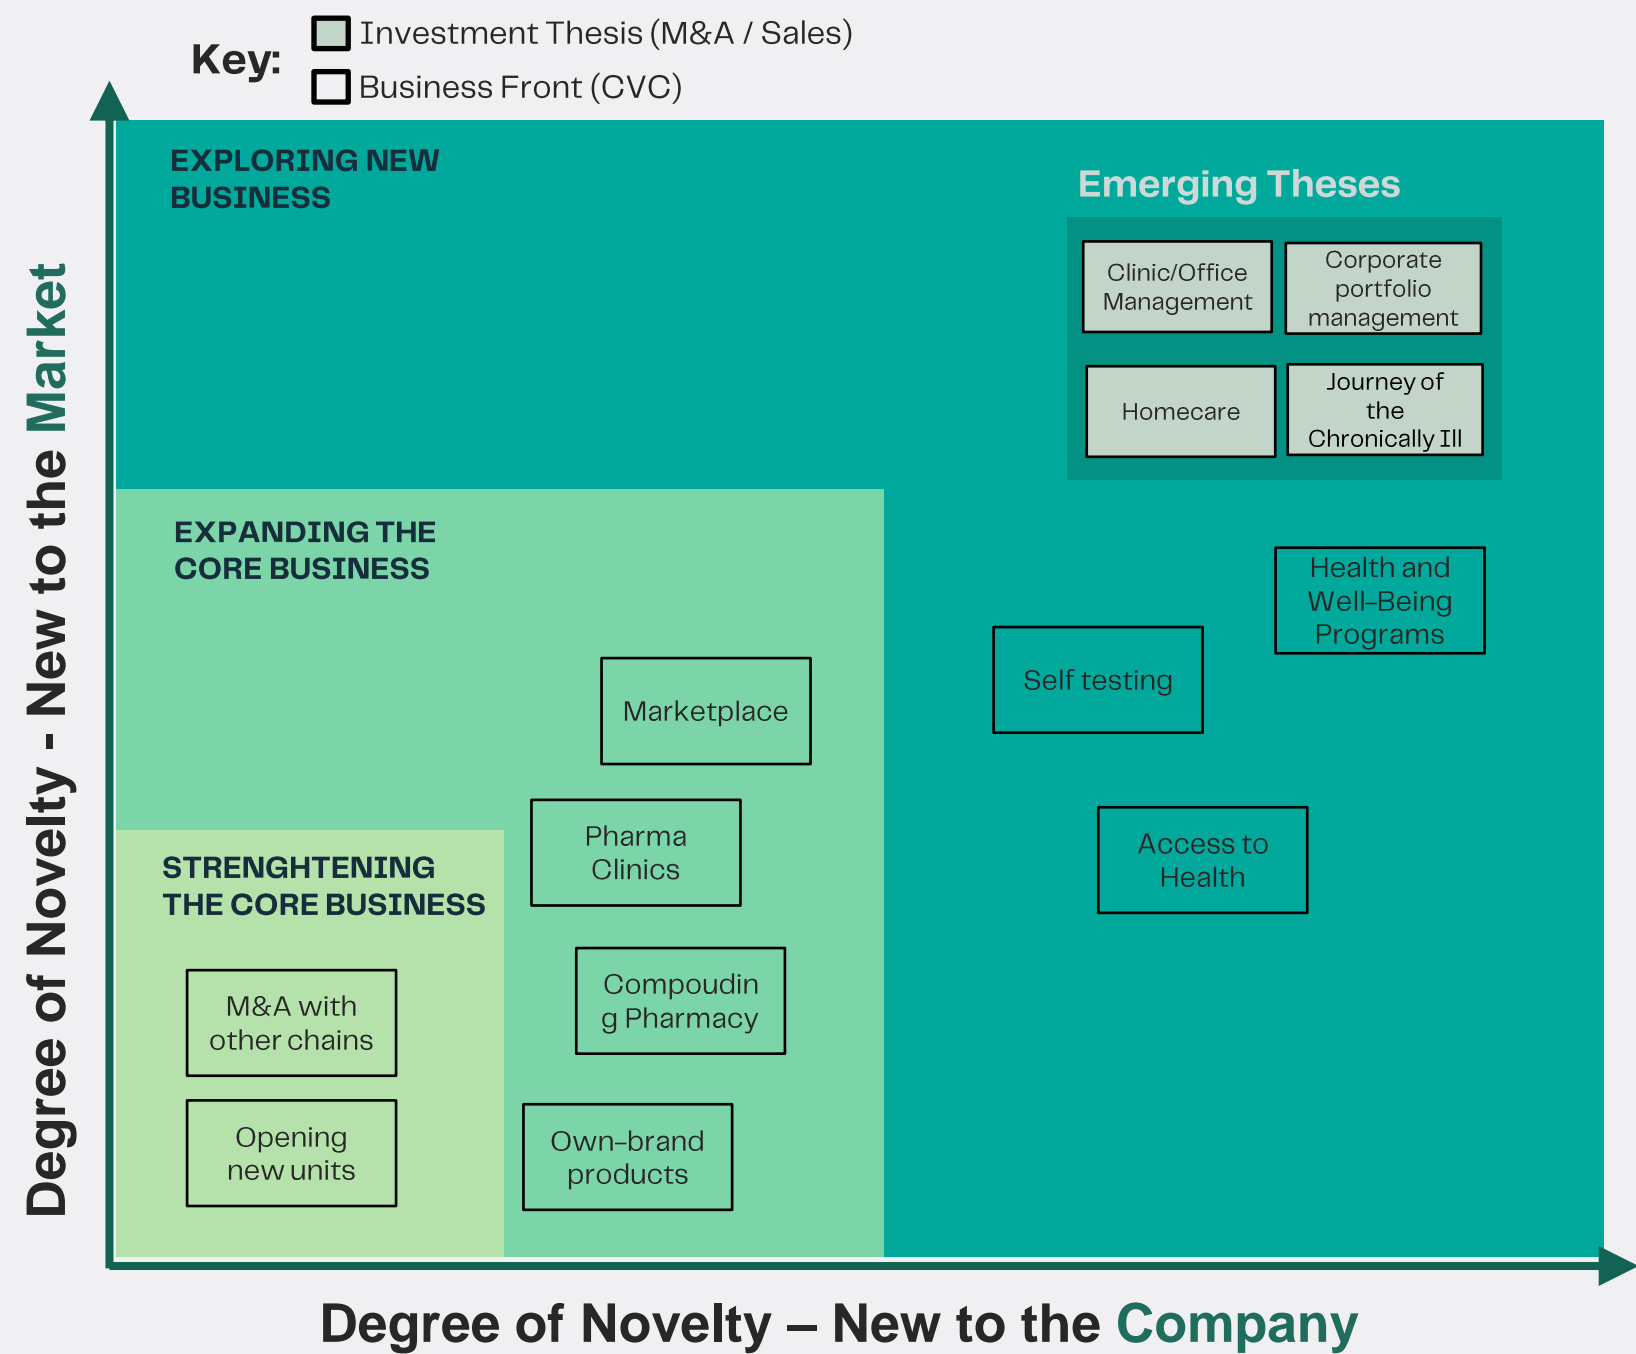 Key:
Investment Thesis (M&A / Sales)
Business Front (CVC)
EXPLORING NEW
BUSINESS
Emerging Theses
Clinic/Office
Management
Corporate
portfolio
management
Homecare
Journey of
the
Chronically Ill
EXPANDING THE
CORE BUSINESS
Health and
Well-Being
Programs
Self testing
Marketplace
Pharma
Clinics
Access to
Health
STRENGHTENING
THE CORE BUSINESS
Compoudin
g Pharmacy
M&A with
other chains
Opening
new units
Own-brand
products
Degree of Novelty - New to the Market
Degree of Novelty – New to the Company